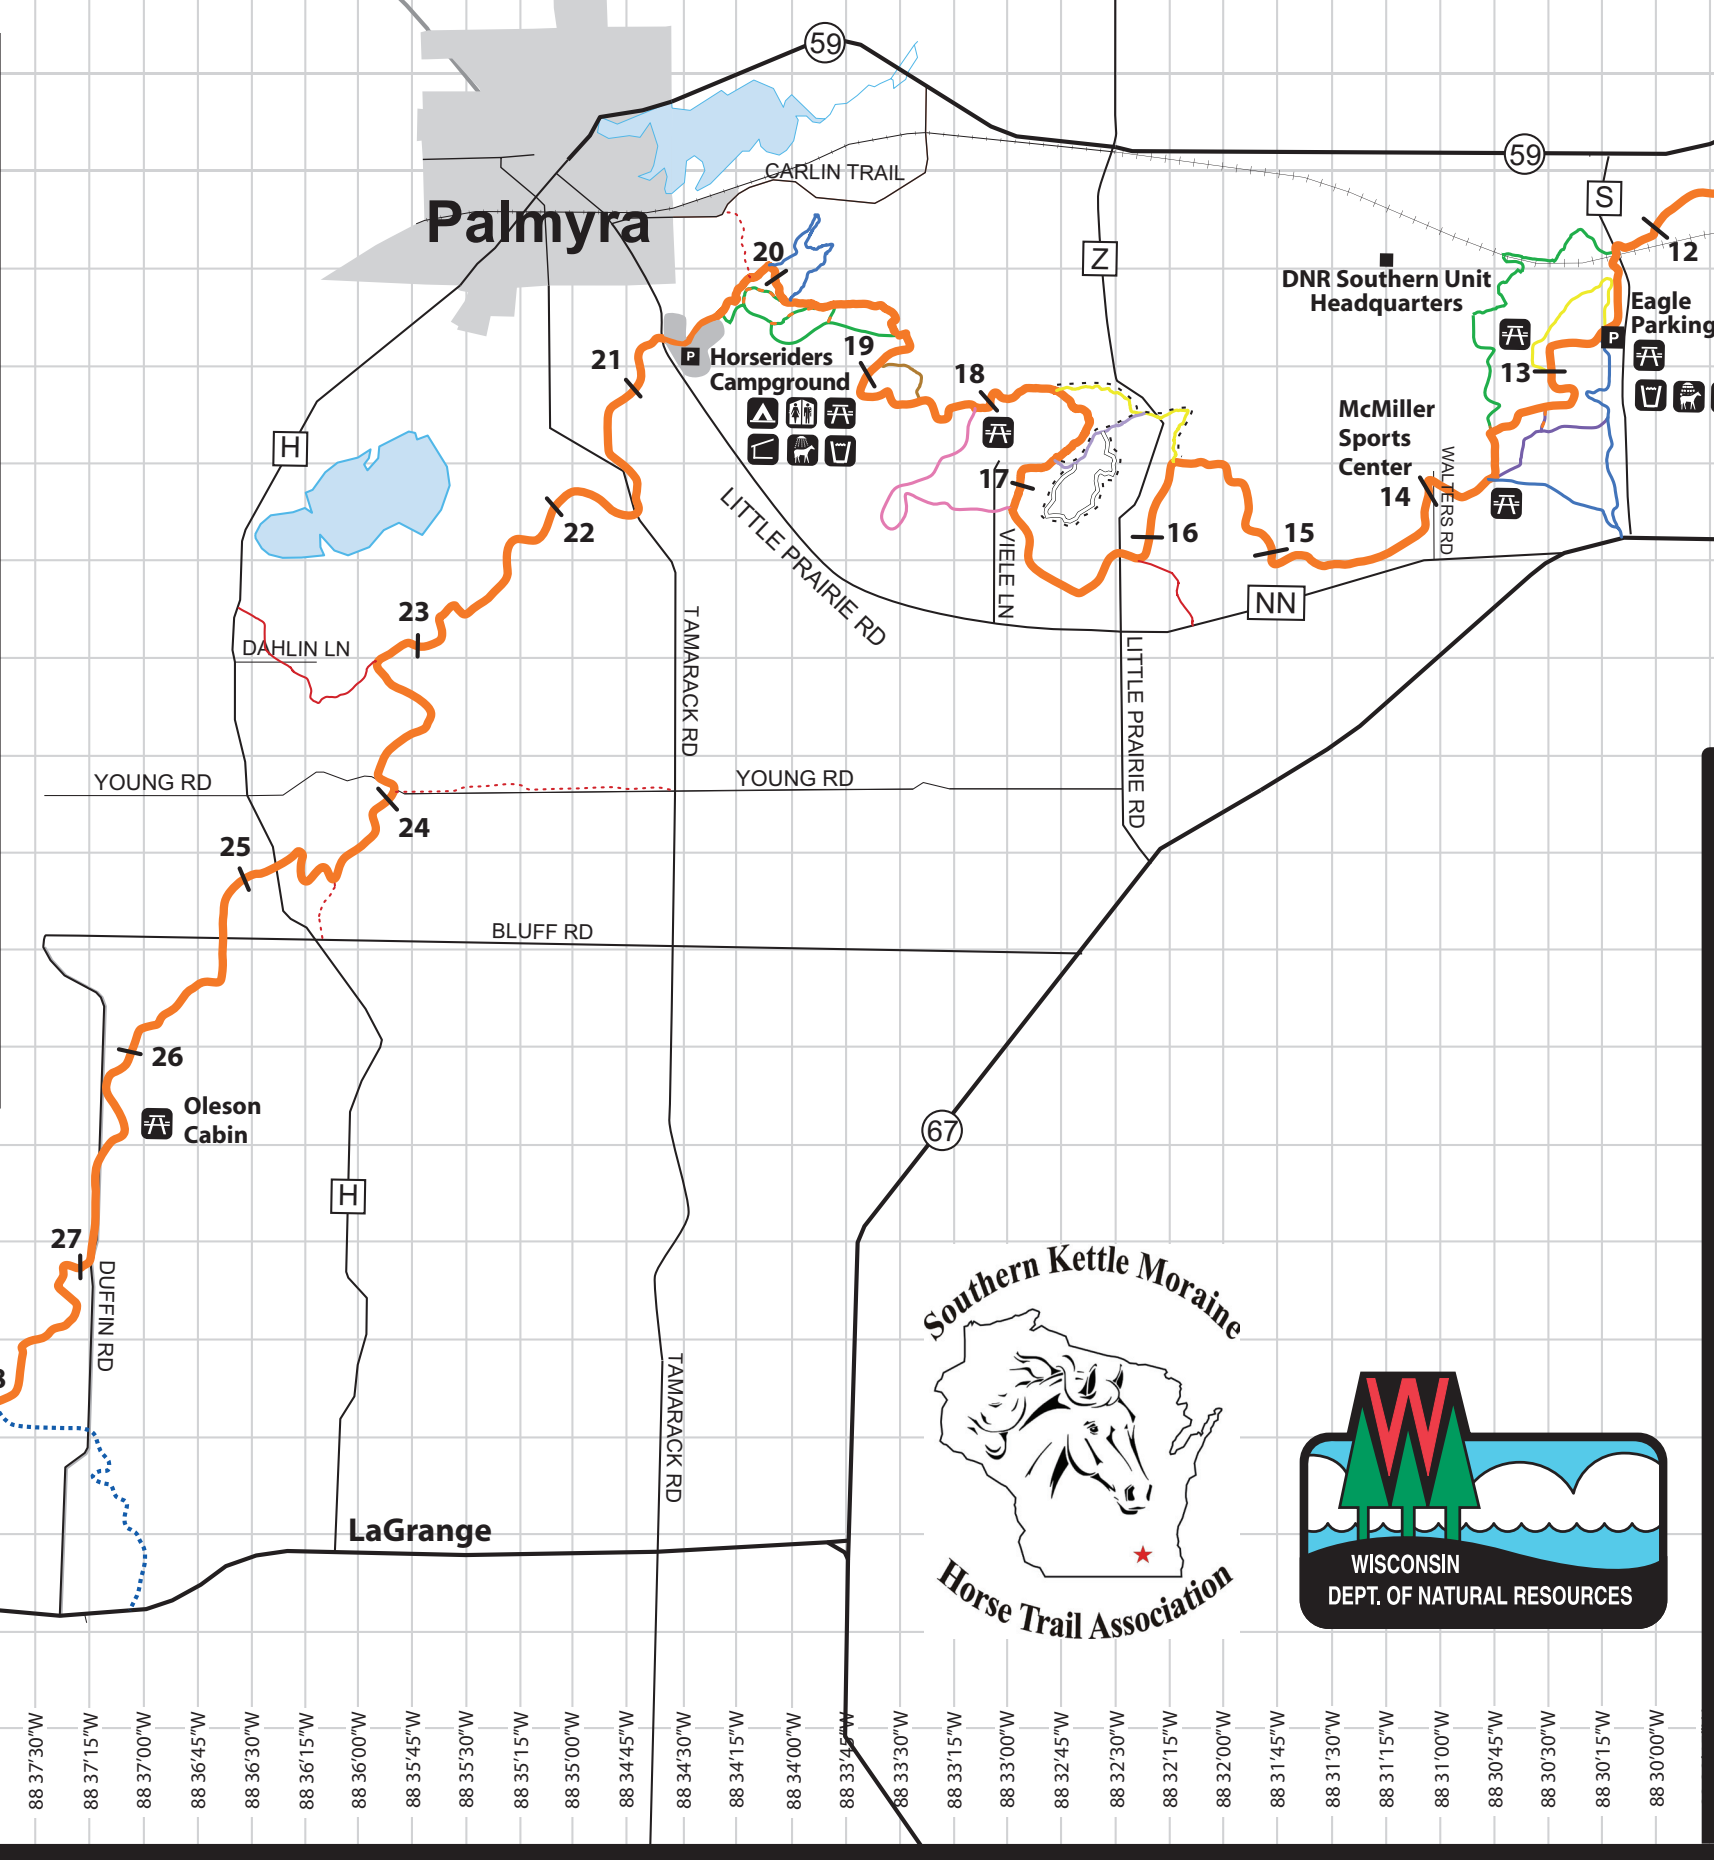 59
CARLIN TRAIL
Palmyra
20
Z
59
S
12
DNR Southern Unit
Headquarters
Eagle
Parking
P
13
21
P
Horseriders
Campground
19
18
McMiller
Sports
Center
14
WALTERS RD
H
17
22
LITTLE PRAIRIE RD
VIELE LN
16
15
NN
23
DAHLIN LN
TAMARACK RD
LITTLE PRAIRIE RD
YOUNG RD
YOUNG RD
24
25
BLUFF RD
26
Oleson
Cabin
67
H
27
DUFFIN RD
TAMARACK RD
LaGrange
Southern Kettle Moraine
Horse Trail Association
WISCONSIN
DEPT. OF NATURAL RESOURCES
88 37'30"W
88 37'15"W
88 37'00"W
88 36'45"W
88 36'30"W
88 36'15"W
88 36'00"W
88 35'45"W
88 35'30"W
88 35'15"W
88 35'00"W
88 34'45"W
88 34'30"W
88 34'15"W
88 34'00"W
88 33'45"W
88 33'30"W
88 33'15"W
88 33'00"W
88 32'45"W
88 32'30"W
88 32'15"W
88 32'00"W
88 31'45"W
88 31'30"W
88 31'15"W
88 31'00"W
88 30'45"W
88 30'30"W
88 30'15"W
88 30'00"W